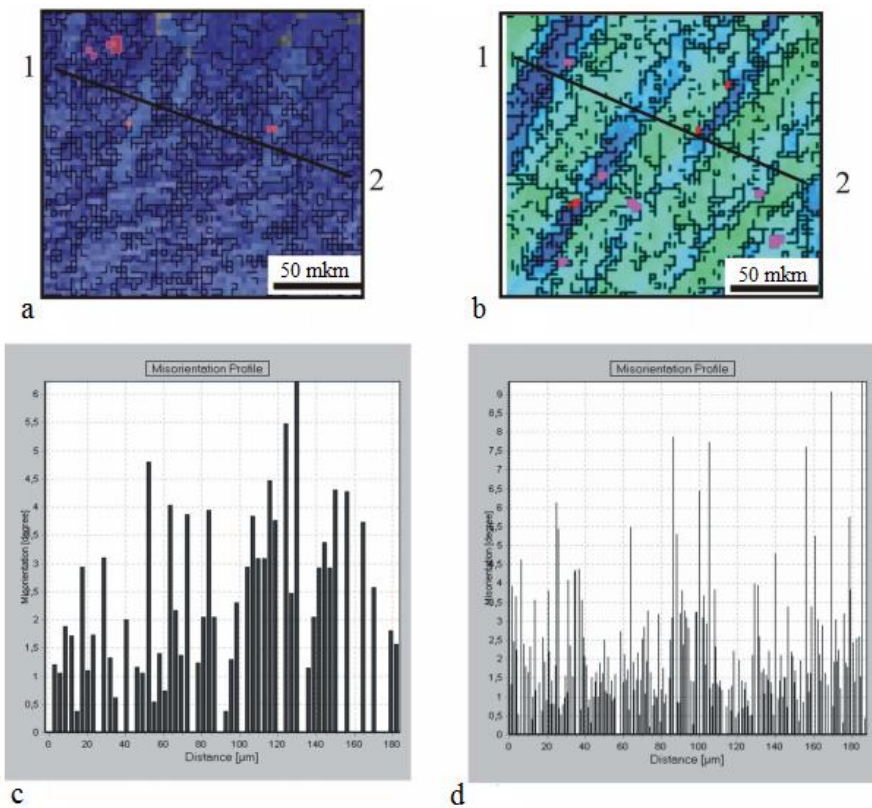 1
2
50 mkm
a
1
2
50 mkm
b
Misorientation Profile
Misorientation [degree]
6
5,5
5
4,5
4
3,5
3
2,5
2
1,5
1
0,5
0
0 20 40 60 80 100 120 140 160 180
Distance [µm]
c
Misorientation Profile
Misorientation [degree]
9
8,5
8
7,5
7
6,5
6
5,5
5
4,5
4
3,5
3
2,5
2
1,5
1
0,5
0
0 20 40 60 80 100 120 140 160 180
Distance [µm]
d